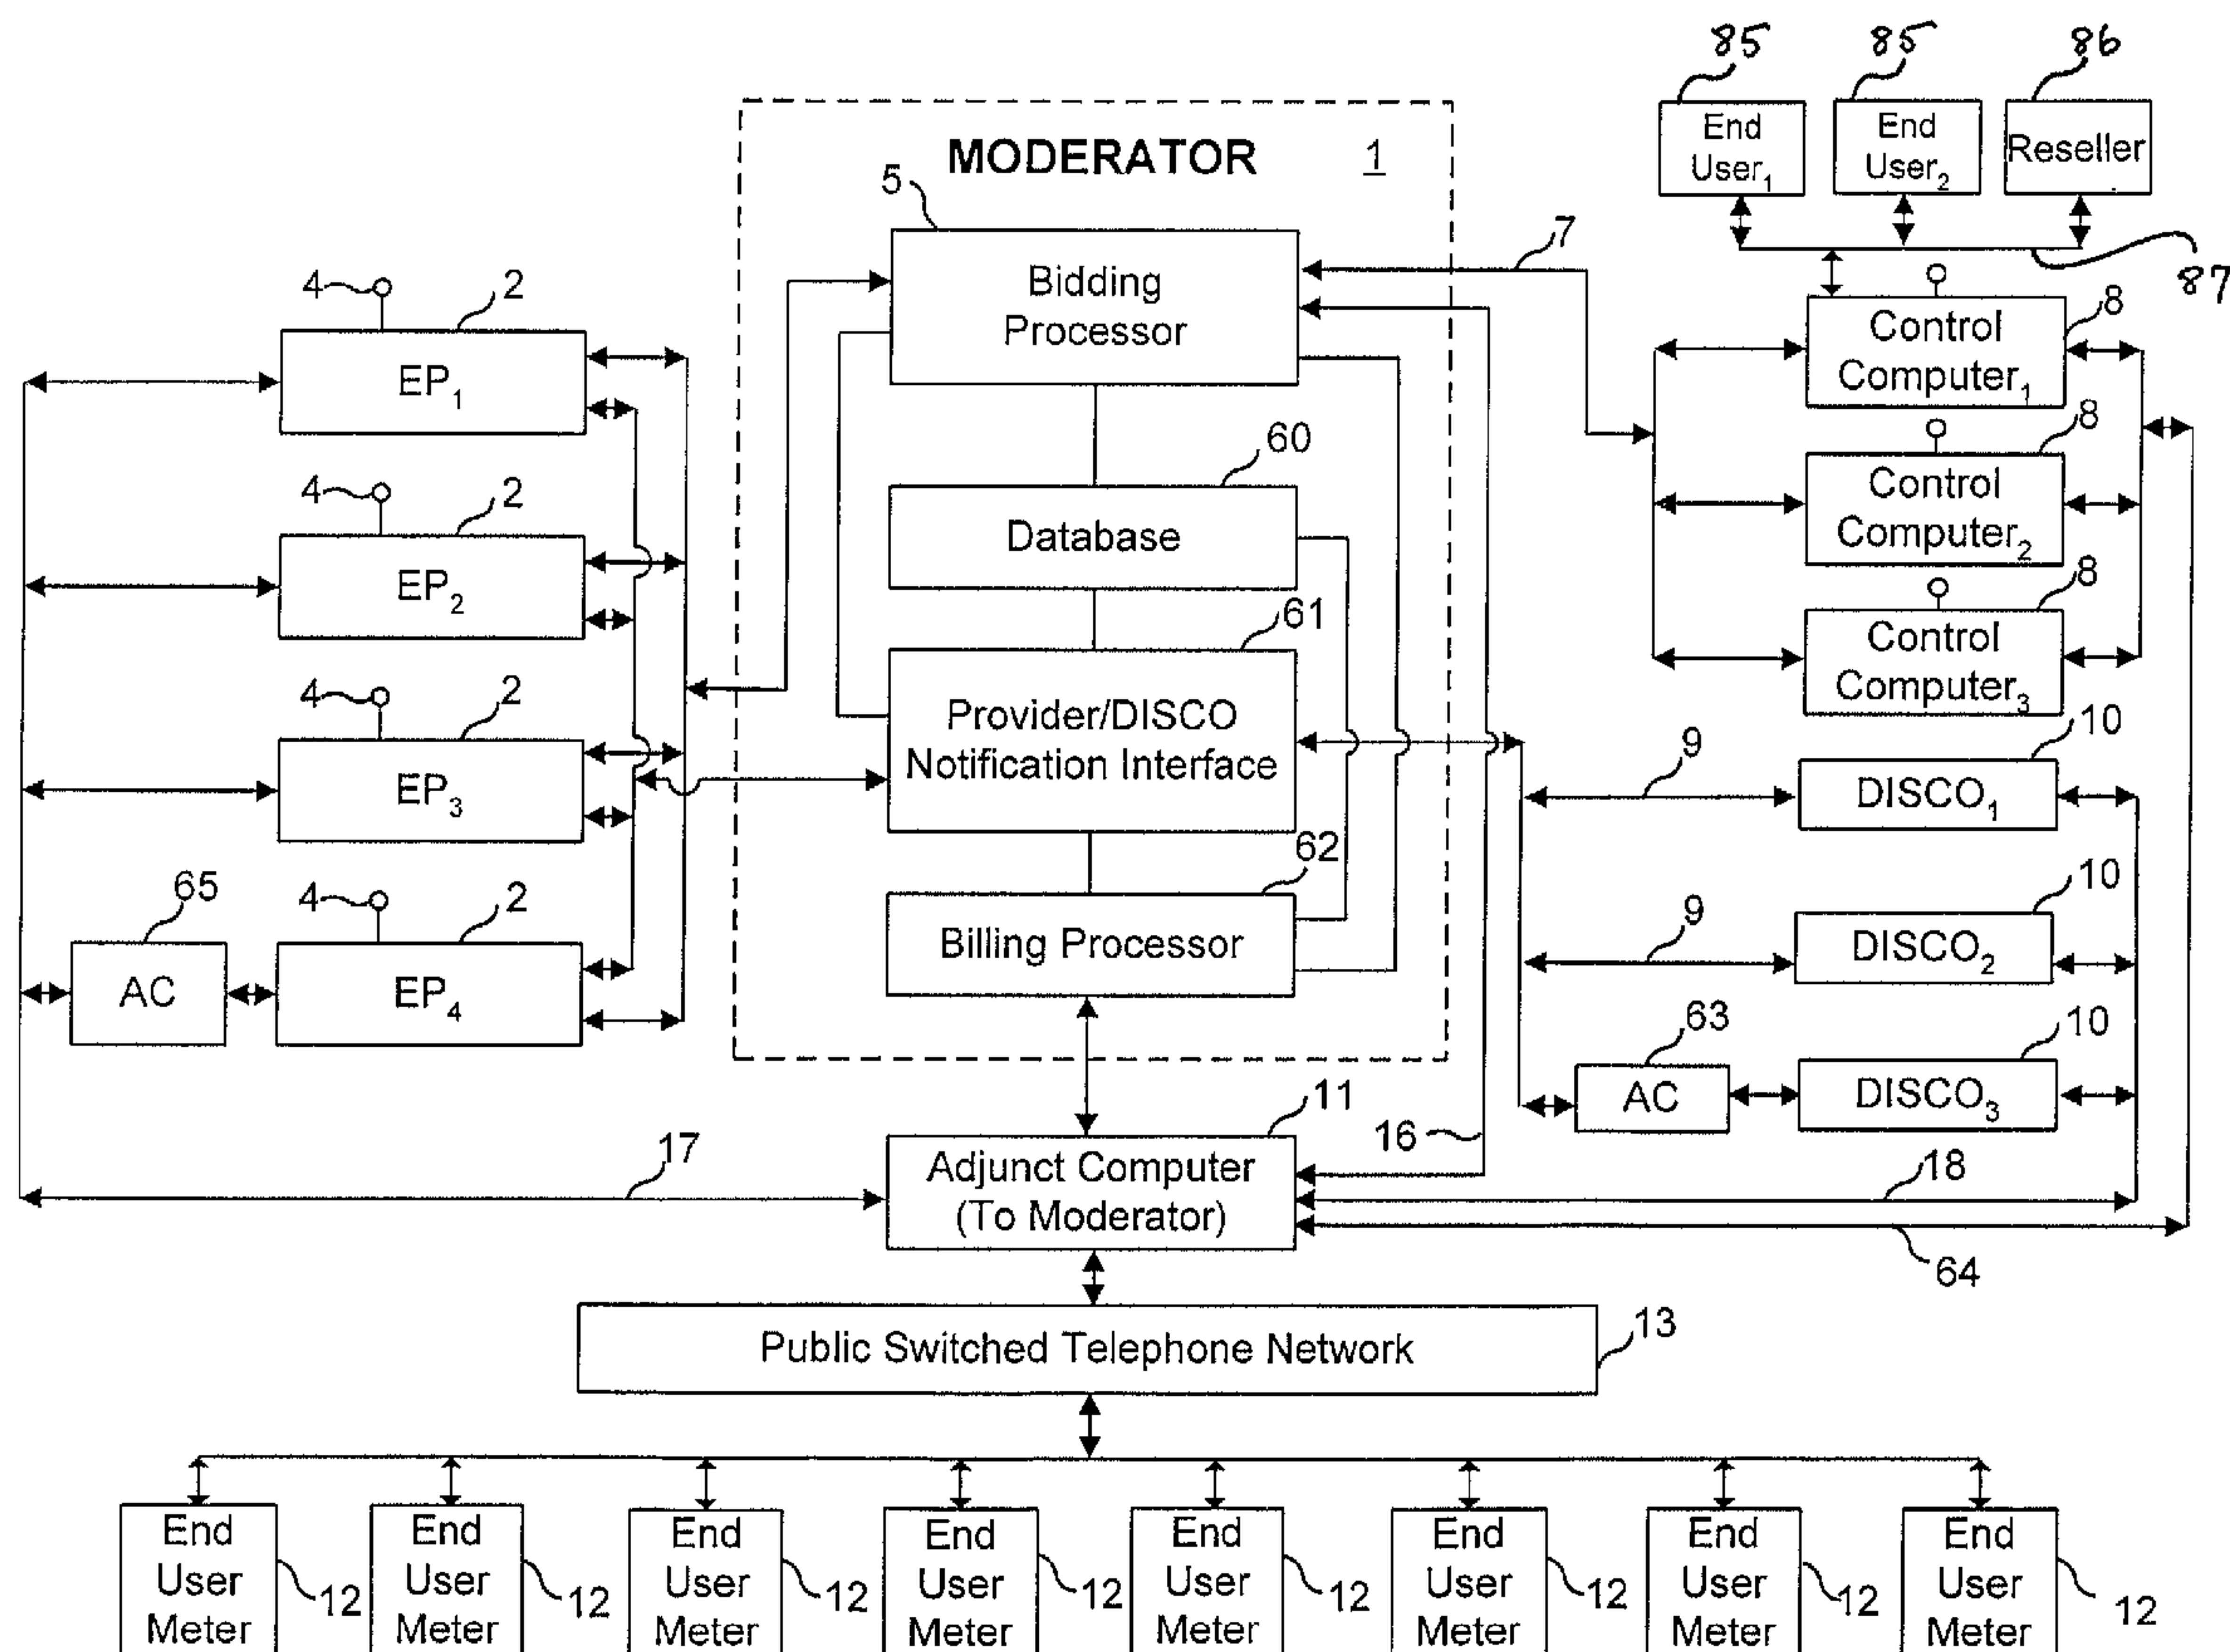 85
85
86
End
User1
End
User2
Reseller
87
MODERATOR 1
5
Bidding
Processor
7
60
Database
61
Provider/DISCO
Notification Interface
62
Billing Processor
4
2
EP1
4
2
EP2
4
2
EP3
4
2
EP4
65
AC
8
Control
Computer1
8
Control
Computer2
8
Control
Computer3
9
10
DISCO1
9
10
DISCO2
63
AC
10
DISCO3
11
Adjunct Computer
(To Moderator)
16
17
18
64
Public Switched Telephone Network
13
End
User
Meter
12
End
User
Meter
12
End
User
Meter
12
End
User
Meter
12
End
User
Meter
12
End
User
Meter
12
End
User
Meter
12
End
User
Meter
12